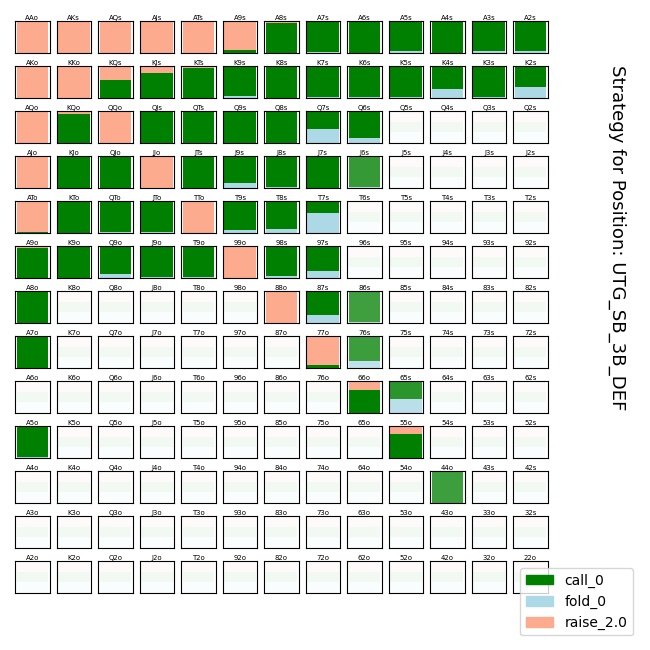 AAo AKs AQs AJs ATs A9s A8s A7s A6s A5s A4s A3s A2s
AKo KKo KQs KJs KTs K9s K8s K7s K6s K5s K4s K3s K2s
AQo KQo QQo QJs QTs Q9s Q8s Q7s Q6s Q5s Q4s Q3s Q2s
AJo KJo QJo JJo JTs J9s J8s J7s J6s J5s J4s J3s J2s
ATo KTo QTo JTo TTo T9s T8s T7s T6s T5s T4s T3s T2s
A9o K9o Q9o J9o T9o 99o 98s 97s 96s 95s 94s 93s 92s
A8o K8o Q8o J8o T8o 98o 88o 87s 86s 85s 84s 83s 82s
A7o K7o Q7o J7o T7o 97o 87o 77o 76s 75s 74s 73s 72s
A6o K6o Q6o J6o T6o 96o 86o 76o 66o 65s 64s 63s 62s
A5o K5o Q5o J5o T5o 95o 85o 75o 65o 55o 54s 53s 52s
A4o K4o Q4o J4o T4o 94o 84o 74o 64o 54o 44o 43s 42s
A3o K3o Q3o J3o T3o 93o 83o 73o 63o 53o 43o 33o 32s
A2o K2o Q2o J2o T2o 92o 82o 72o 62o 52o 42o 32o 22o
Strategy for Position: UTG_SB_3B_DEF
call_0
fold_0
raise_2.0